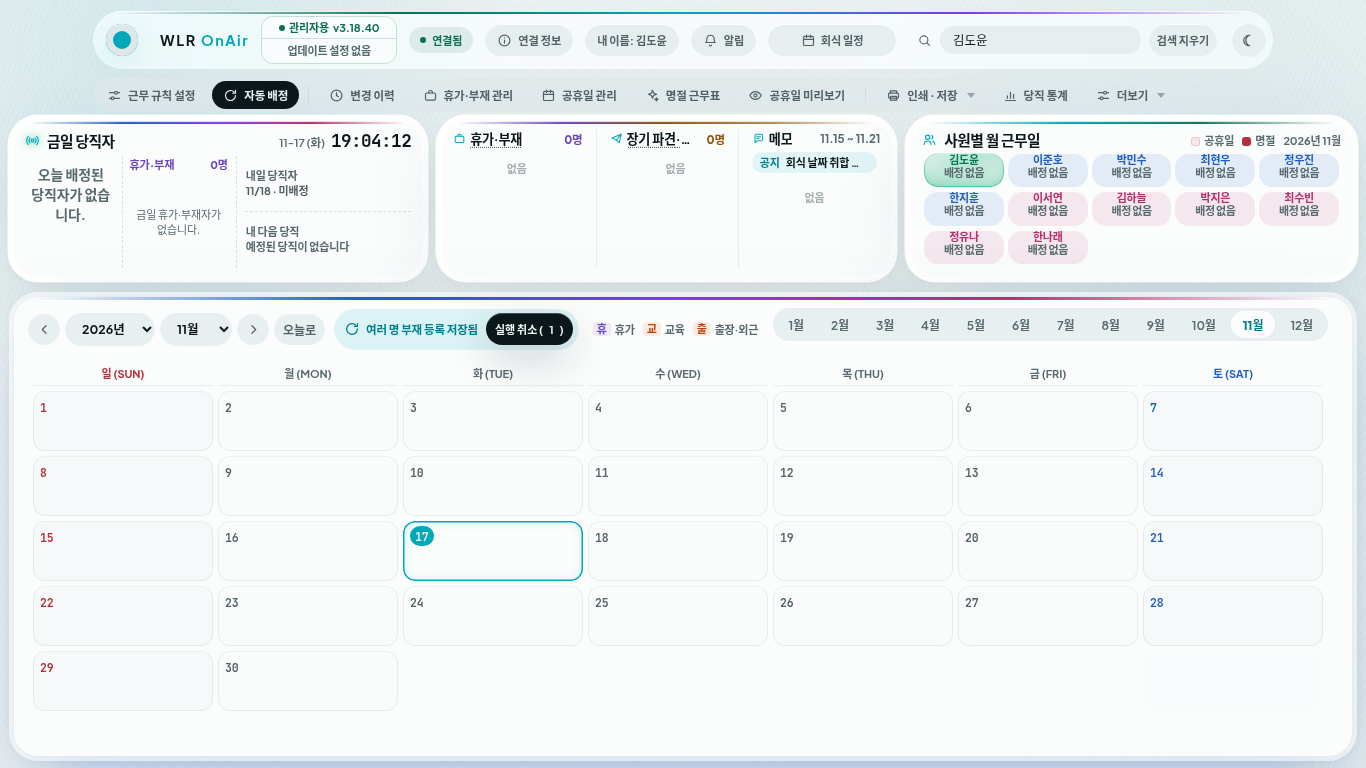 WLR OnAir
관리자용 v3.18.40
업데이트 설정 없음
연결됨
연결 정보
내 이름: 김도윤
알림
회식 일정
김도윤
검색 지우기
근무 규칙 설정
자동 배정
변경 이력
휴가·부재 관리
공휴일 관리
명절 근무표
공휴일 미리보기
인쇄 · 저장
당직 통계
더보기
금일 당직자
11-17 (화) 19:04:12
오늘 배정된
당직자가 없습
니다.
휴가·부재 0명
금일 휴가·부재자가
없습니다.
내일 당직자
11/18 · 미배정
내 다음 당직
예정된 당직이 없습니다
휴가·부재 0명
없음
장기 파견·... 0명
없음
메모 11.15 ~ 11.21
공지 회식 날짜 취합 ...
없음
사원별 월 근무일
공휴일 명절 2026년 11월
김도윤
배정 없음
이준호
배정 없음
박민수
배정 없음
최현우
배정 없음
정우진
배정 없음
한지훈
배정 없음
이서연
배정 없음
김하늘
배정 없음
박지은
배정 없음
최수빈
배정 없음
정유나
배정 없음
한나래
배정 없음
2026년 11월 오늘로
여러 명 부재 등록 저장됨 실행 취소 ( 1 )
휴 휴가 교 교육 출 출장·외근
1월 2월 3월 4월 5월 6월 7월 8월 9월 10월 11월 12월
일 (SUN) 월 (MON) 화 (TUE) 수 (WED) 목 (THU) 금 (FRI) 토 (SAT)
1 2 3 4 5 6 7
8 9 10 11 12 13 14
15 16 17 18 19 20 21
22 23 24 25 26 27 28
29 30